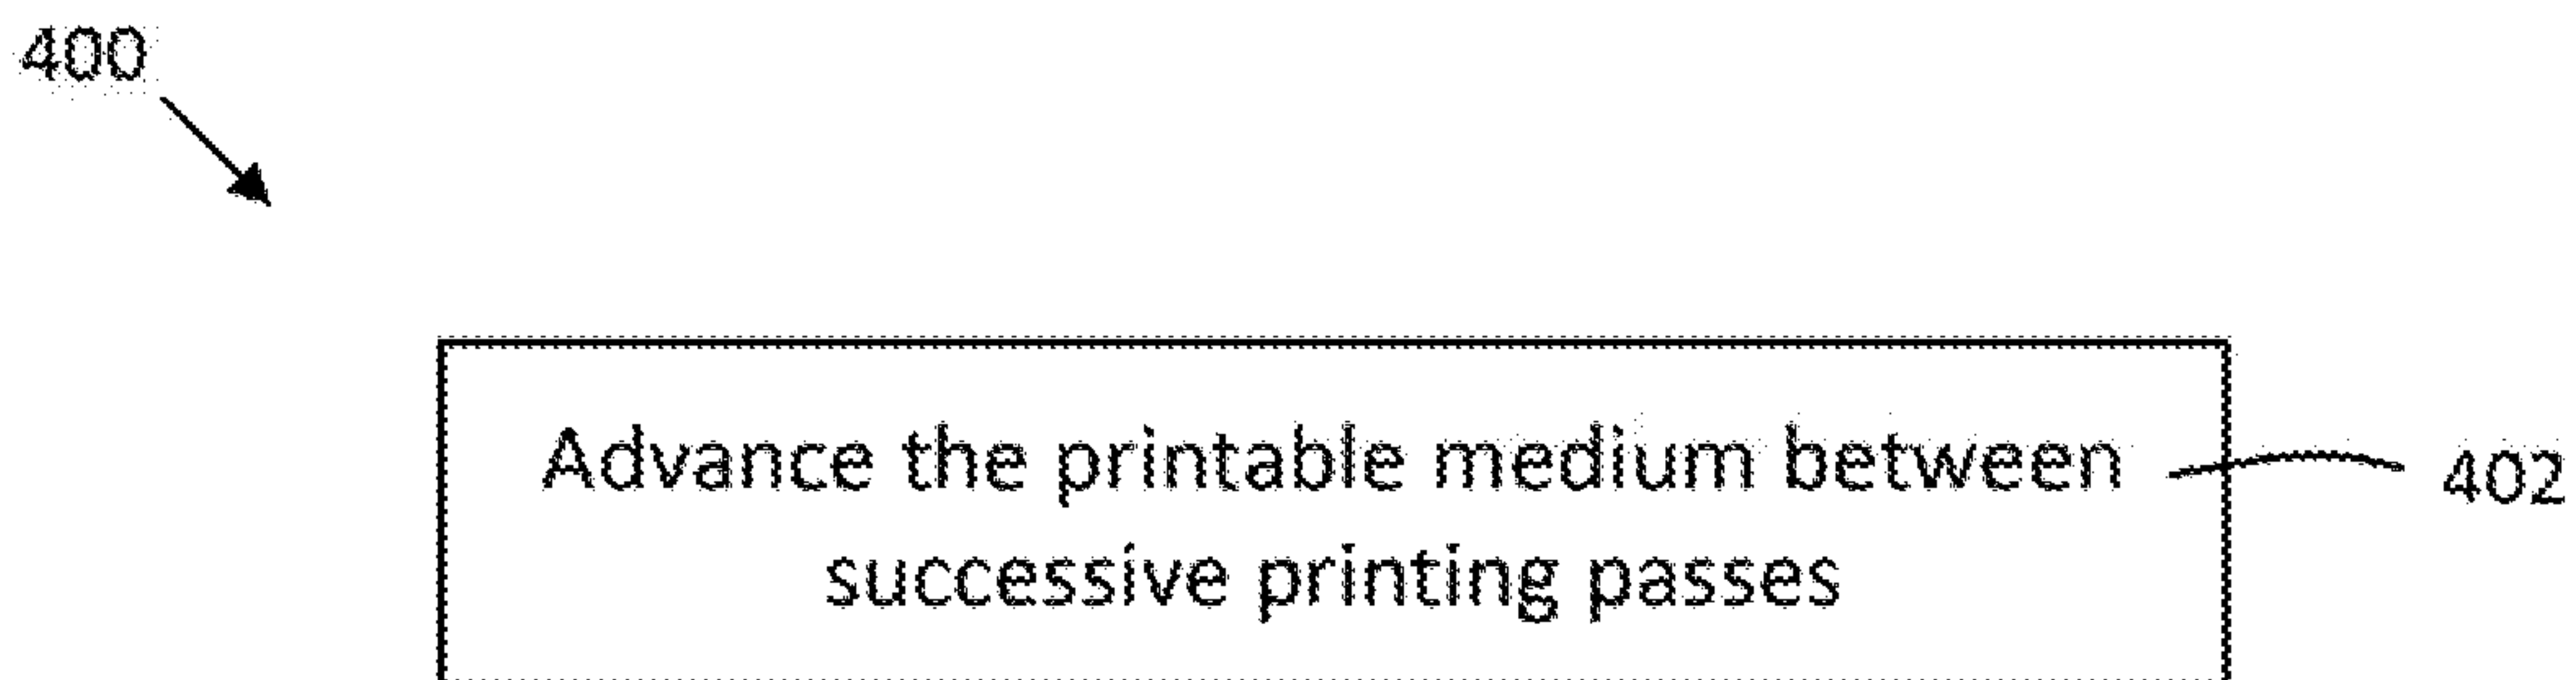 400
Advance the printable medium between
402
successive printing passes